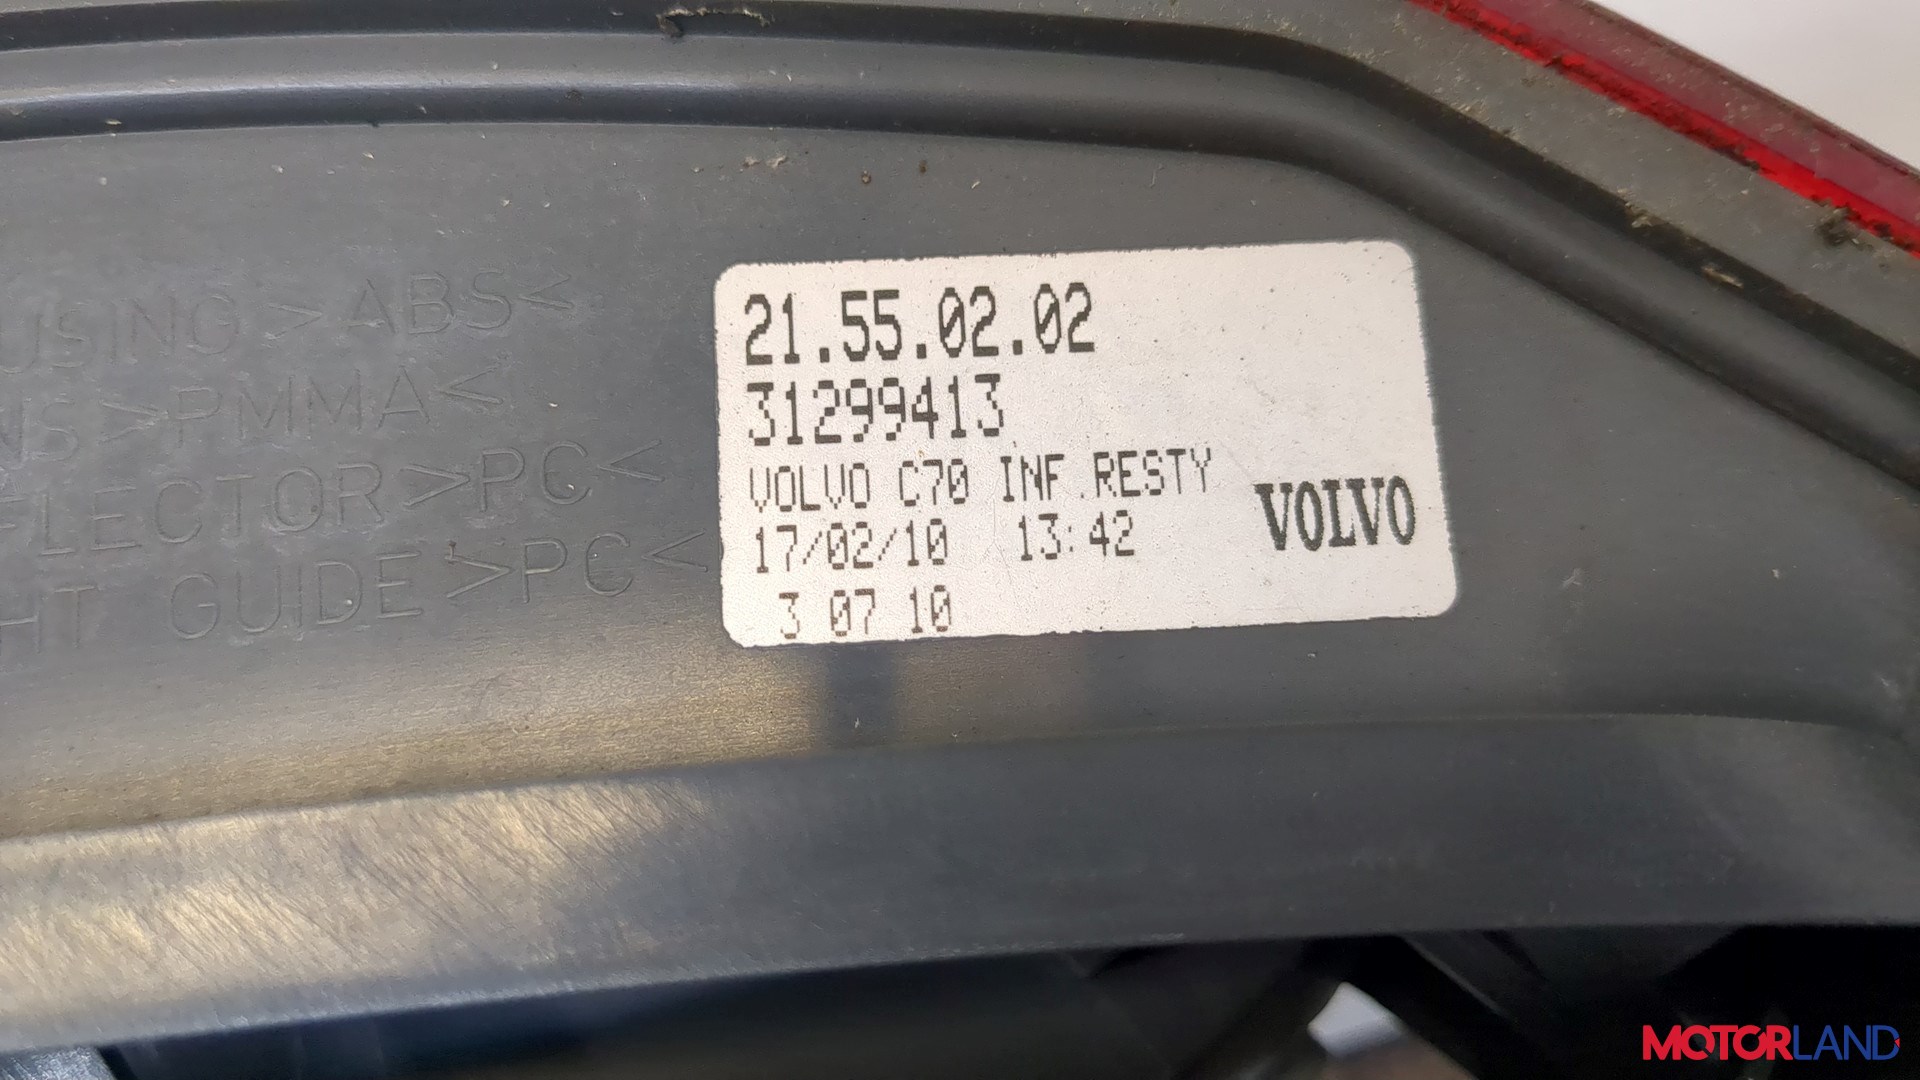 USING >ABS<
NS >PMMA<
FLECTOR >PC<
HT GUIDE >PC<
21.55.02.02
31299413
VOLVO C70 INF.RESTY
17/02/10 13:42
VOLVO
3 07 10
MOTORLAND